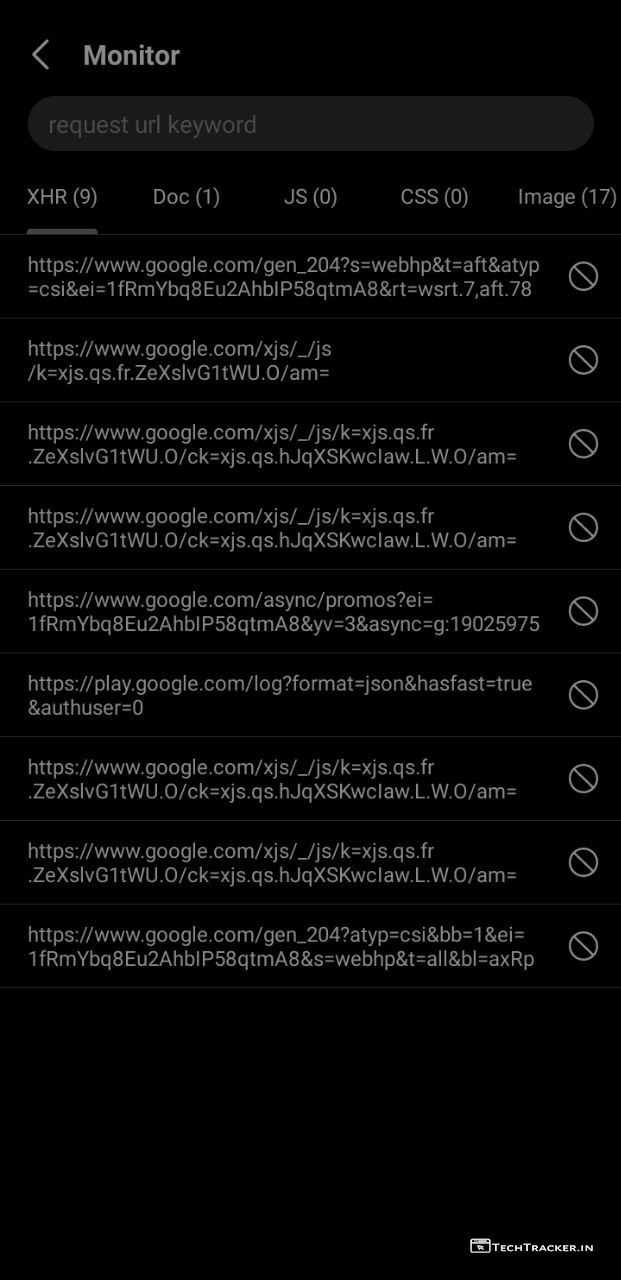 Monitor
request url keyword
XHR (9)
Doc (1)
JS (0)
CSS (0)
Image (17)
https://www.google.com/gen_204?s=webhp&t=aft&atyp
=csi&ei=1fRmYbq8Eu2AhbIP58qtmA8&rt=wsrt.7,aft.78
https://www.google.com/xjs/_/js
/k=xjs.qs.fr.ZeXslvG1tWU.O/am=
https://www.google.com/xjs/_/js/k=xjs.qs.fr
.ZeXslvG1tWU.O/ck=xjs.qs.hJqXSKwcIaw.L.W.O/am=
https://www.google.com/xjs/_/js/k=xjs.qs.fr
.ZeXslvG1tWU.O/ck=xjs.qs.hJqXSKwcIaw.L.W.O/am=
https://www.google.com/async/promos?ei=
1fRmYbq8Eu2AhbIP58qtmA8&yv=3&async=g:19025975
https://play.google.com/log?format=json&hasfast=true
&authuser=0
https://www.google.com/xjs/_/js/k=xjs.qs.fr
.ZeXslvG1tWU.O/ck=xjs.qs.hJqXSKwcIaw.L.W.O/am=
https://www.google.com/xjs/_/js/k=xjs.qs.fr
.ZeXslvG1tWU.O/ck=xjs.qs.hJqXSKwcIaw.L.W.O/am=
https://www.google.com/gen_204?atyp=csi&bb=1&ei=
1fRmYbq8Eu2AhbIP58qtmA8&s=webhp&t=all&bl=axRp
TECHTRACKER.IN